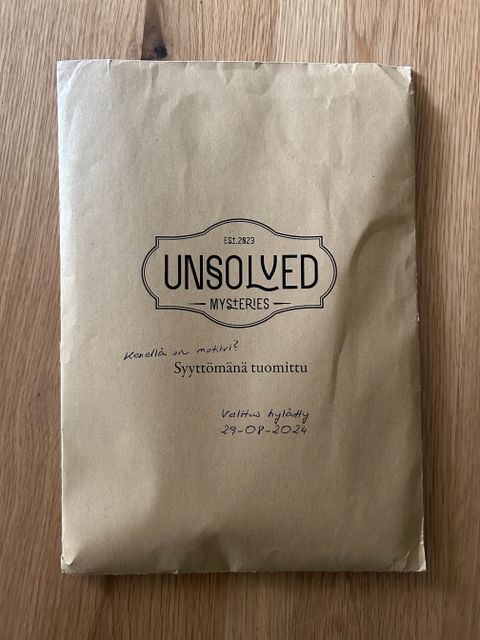 EST. 2023
UNSOLVED
MYSTERIES
Kenellä on motiivi?
Syyttömänä tuomittu
Valitus hylätty
29-08-2024